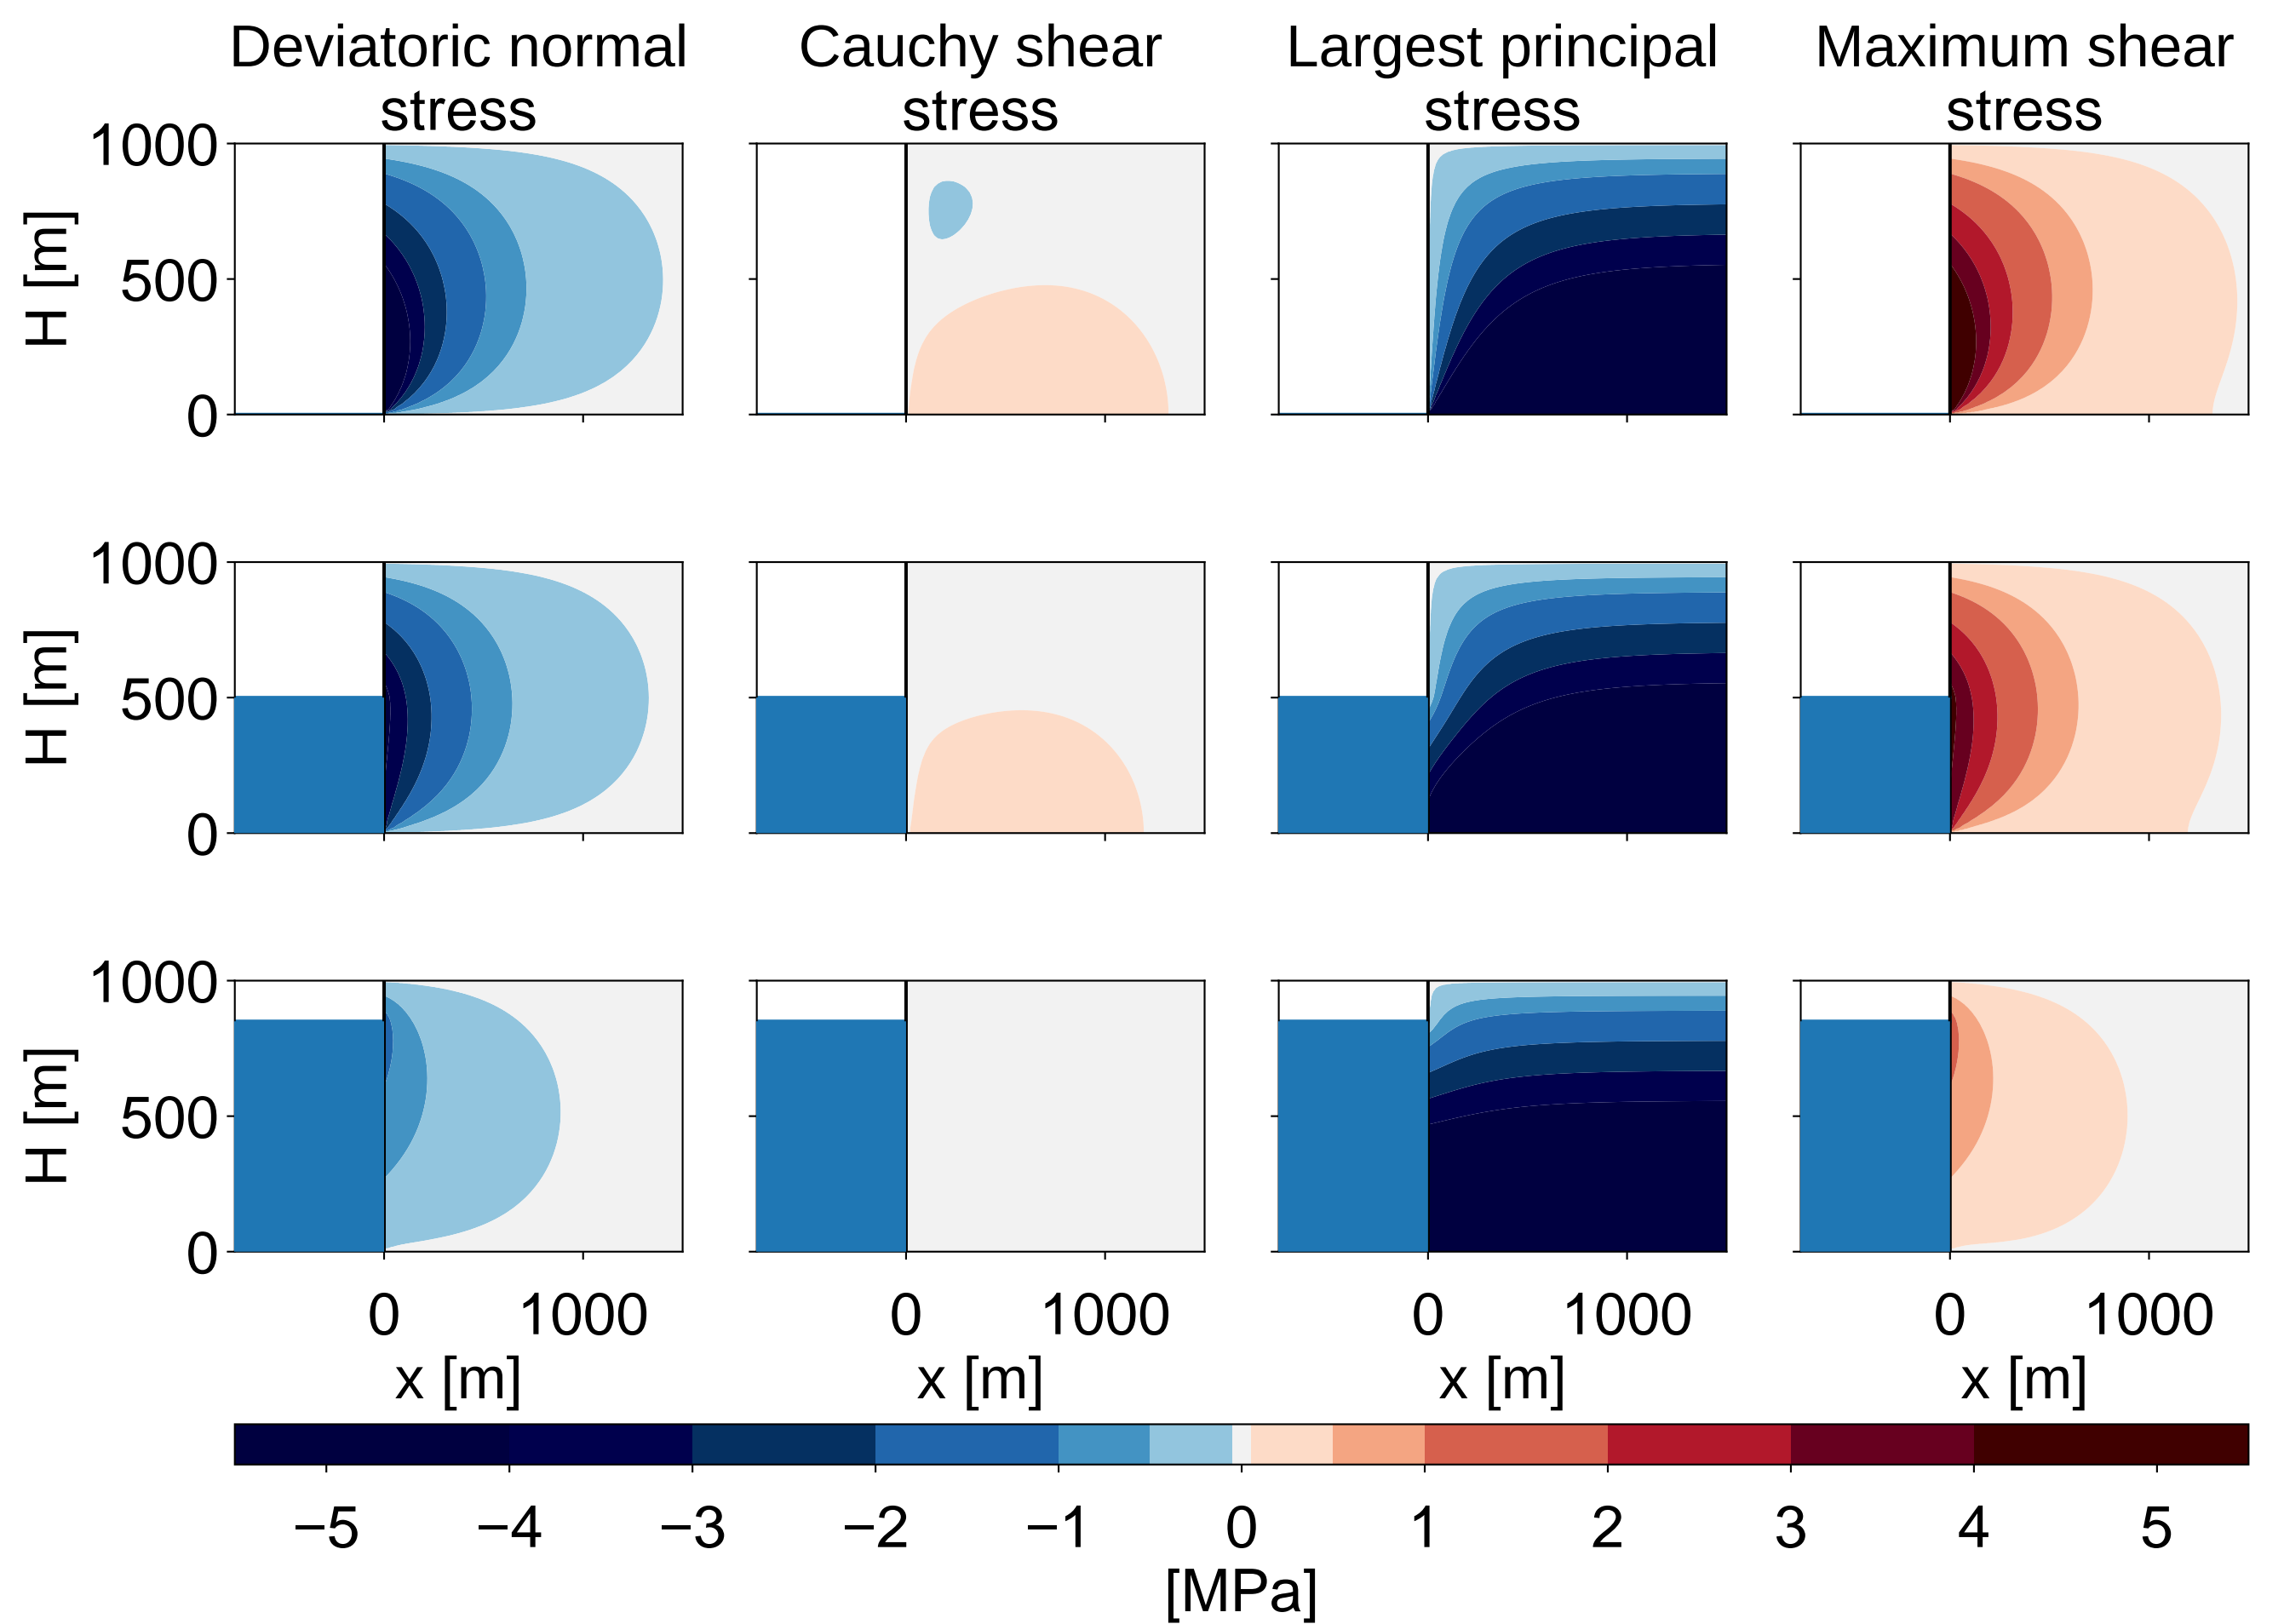 Deviatoric normal
stress
Cauchy shear
stress
Largest principal
stress
Maximum shear
stress
1000
500
0
H [m]
1000
500
0
H [m]
1000
500
0
H [m]
0 1000
0 1000
0 1000
0 1000
x [m]
x [m]
x [m]
x [m]
−5 −4 −3 −2 −1 0 1 2 3 4 5
[MPa]